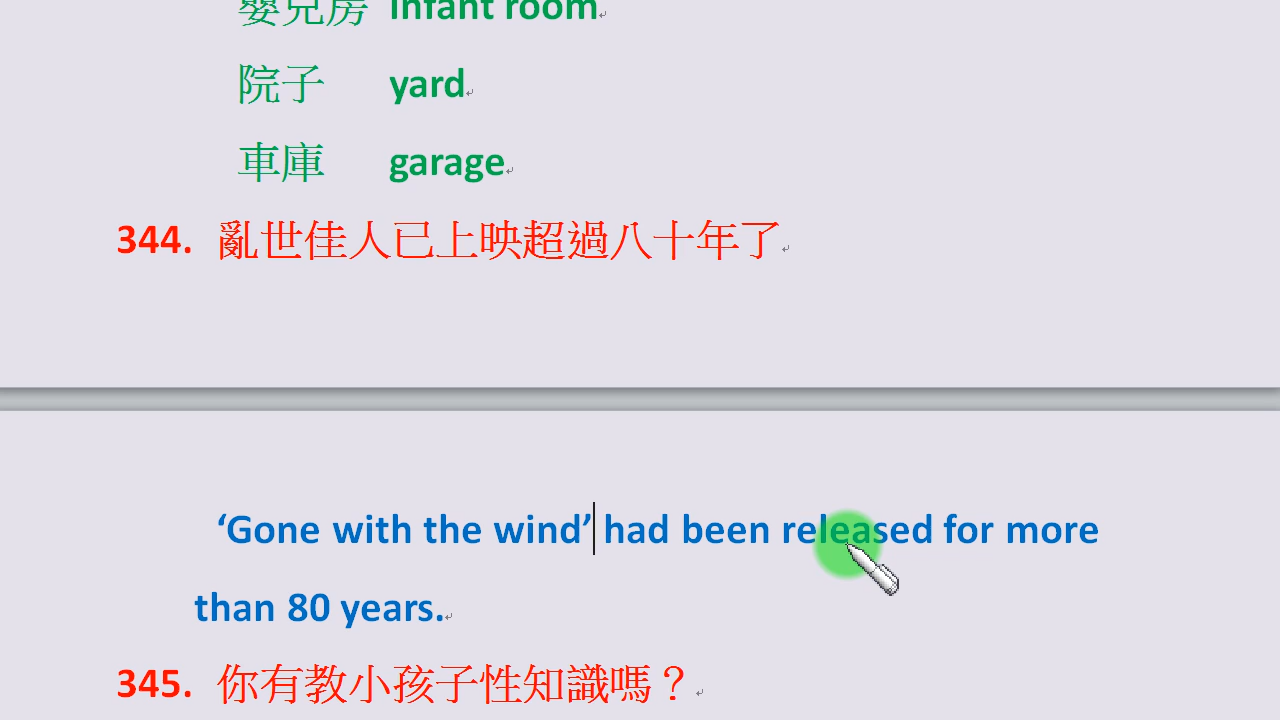 嬰兒房 infant room
院子 yard
車庫 garage
344. 亂世佳人已上映超過八十年了
‘Gone with the wind’ had been released for more
than 80 years.
345. 你有教小孩子性知識嗎？